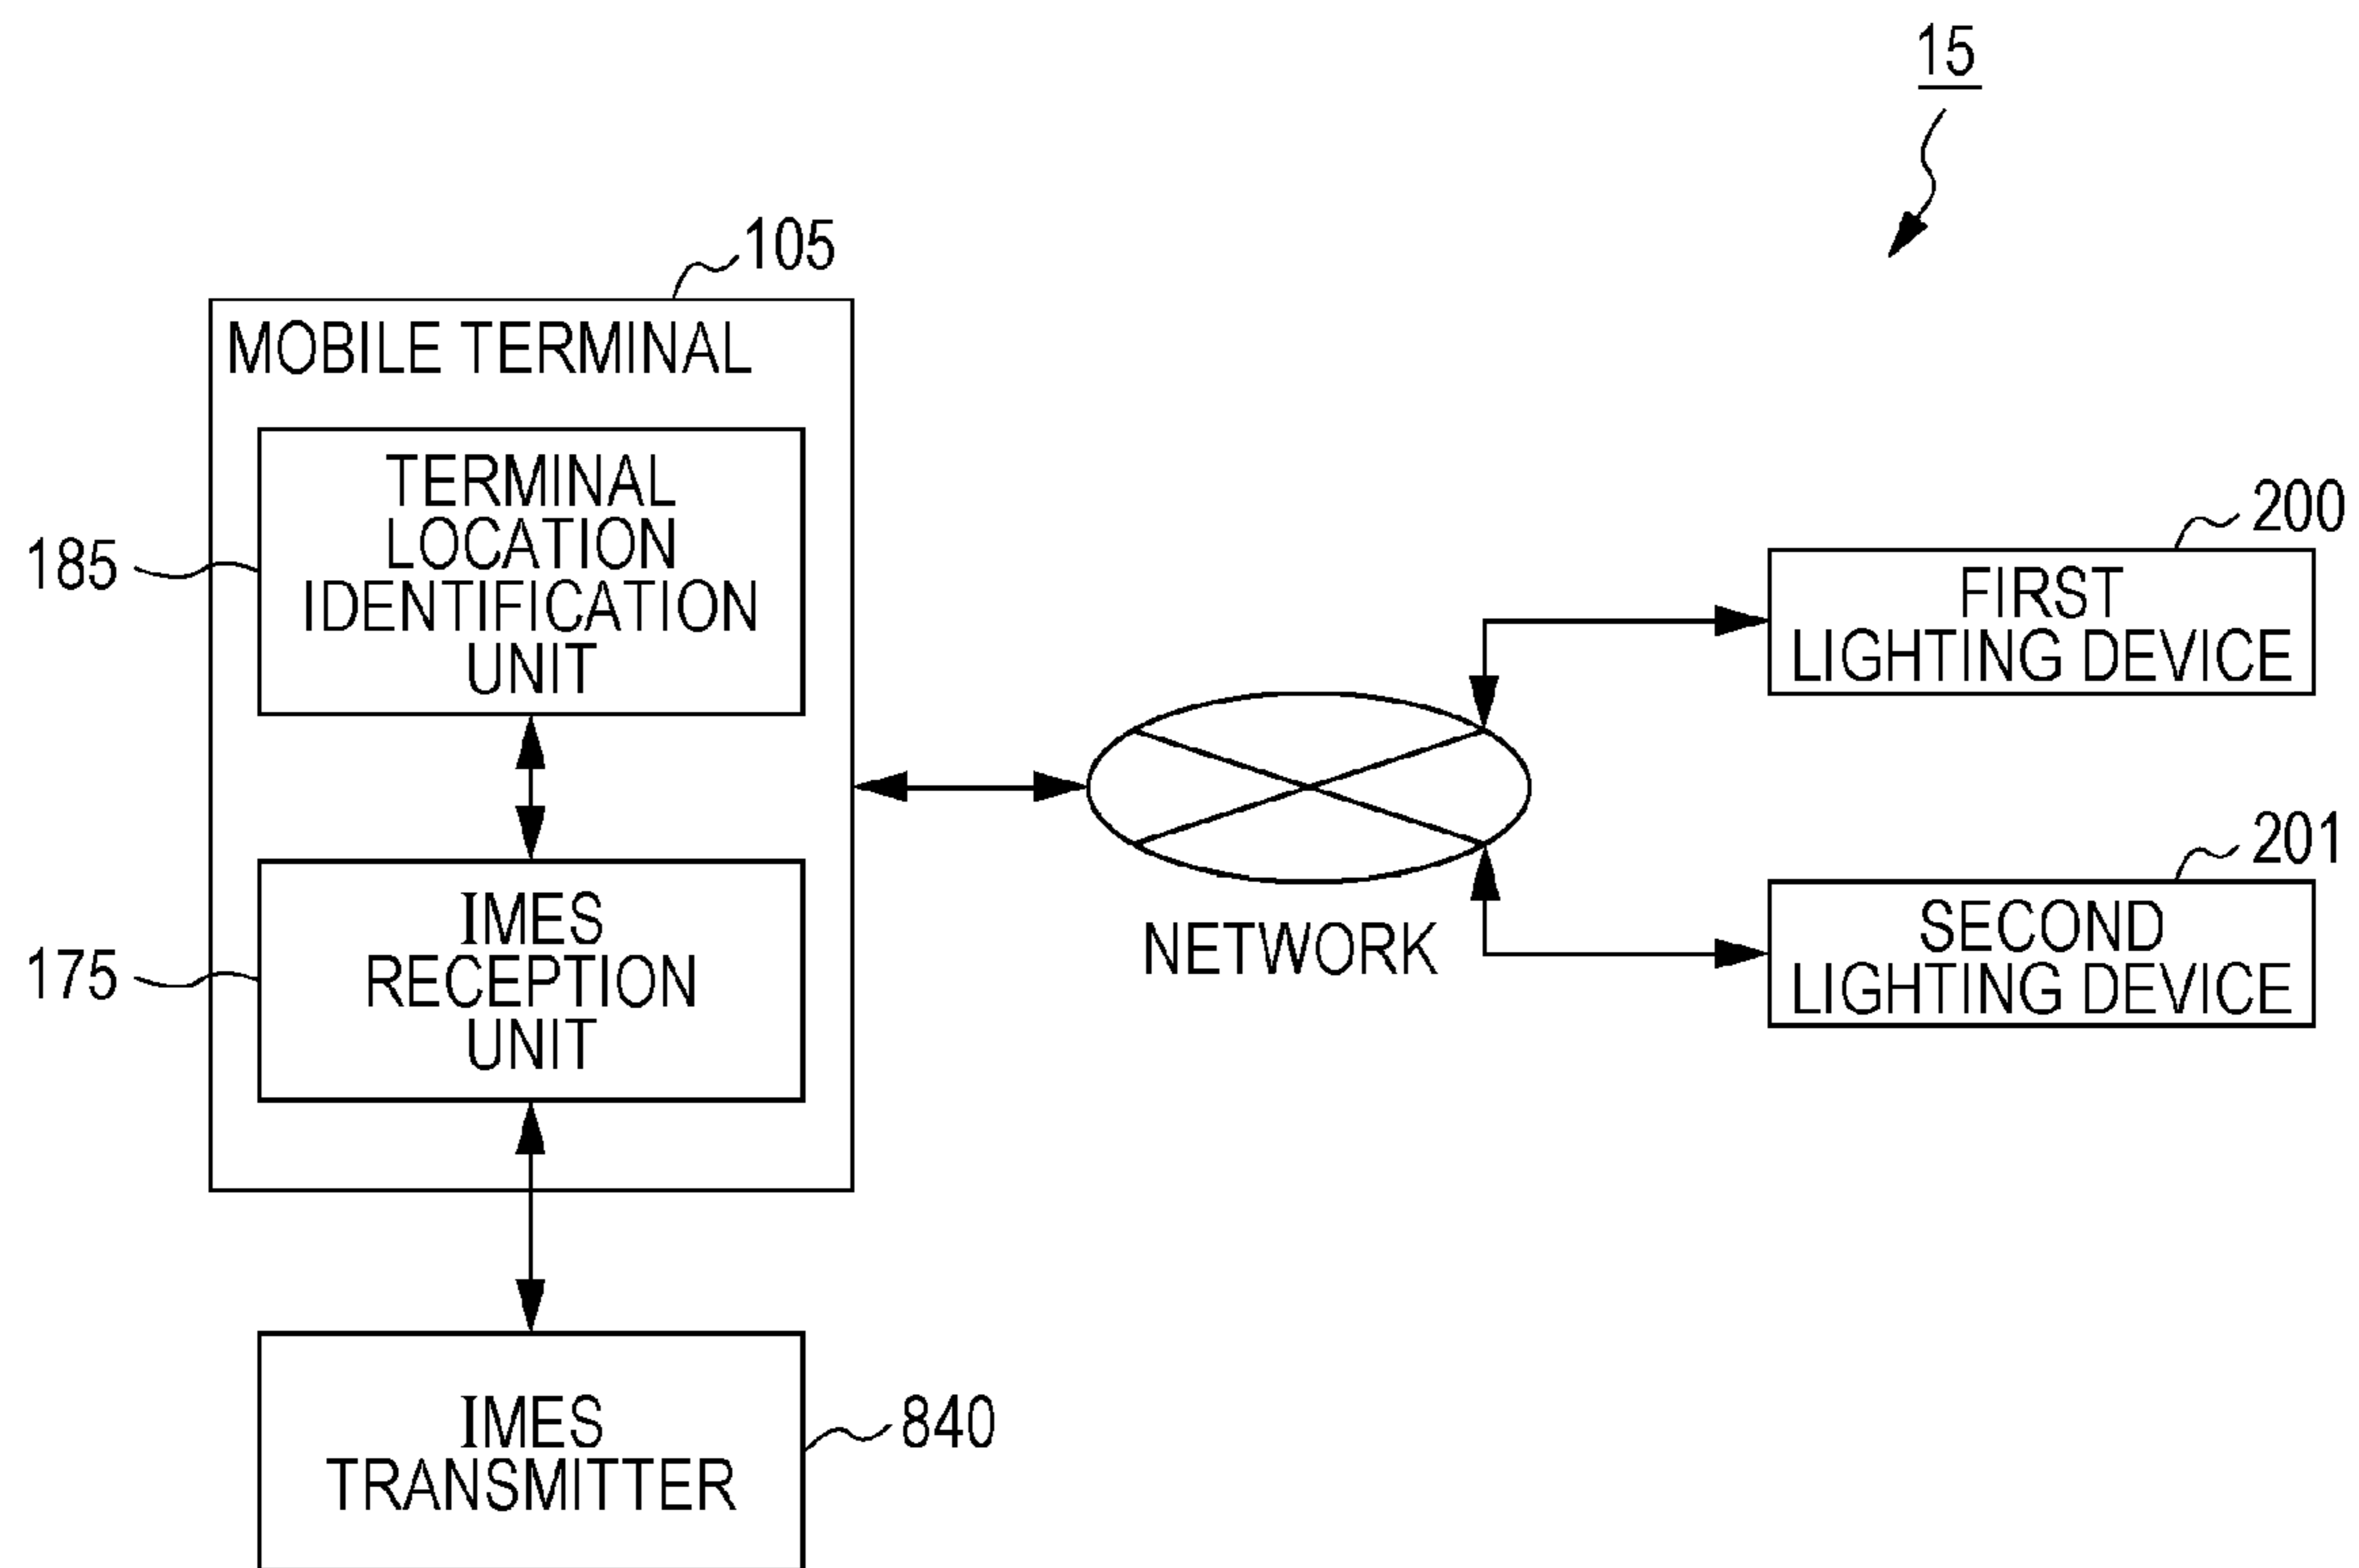 15
105
MOBILE TERMINAL
TERMINAL
LOCATION
IDENTIFICATION
UNIT
185
IMES
RECEPTION
UNIT
175
IMES
TRANSMITTER
840
NETWORK
200
FIRST
LIGHTING DEVICE
201
SECOND
LIGHTING DEVICE